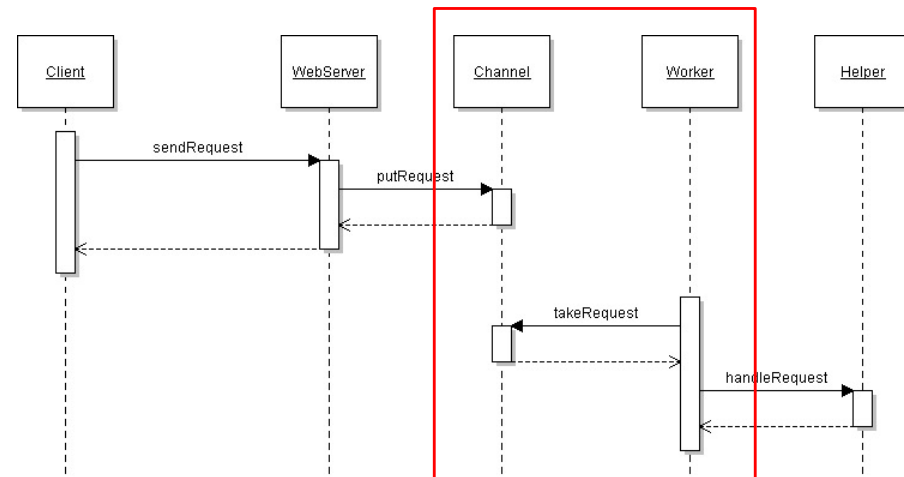 Client
WebServer
Channel
Worker
Helper
sendRequest
putRequest
takeRequest
handleRequest